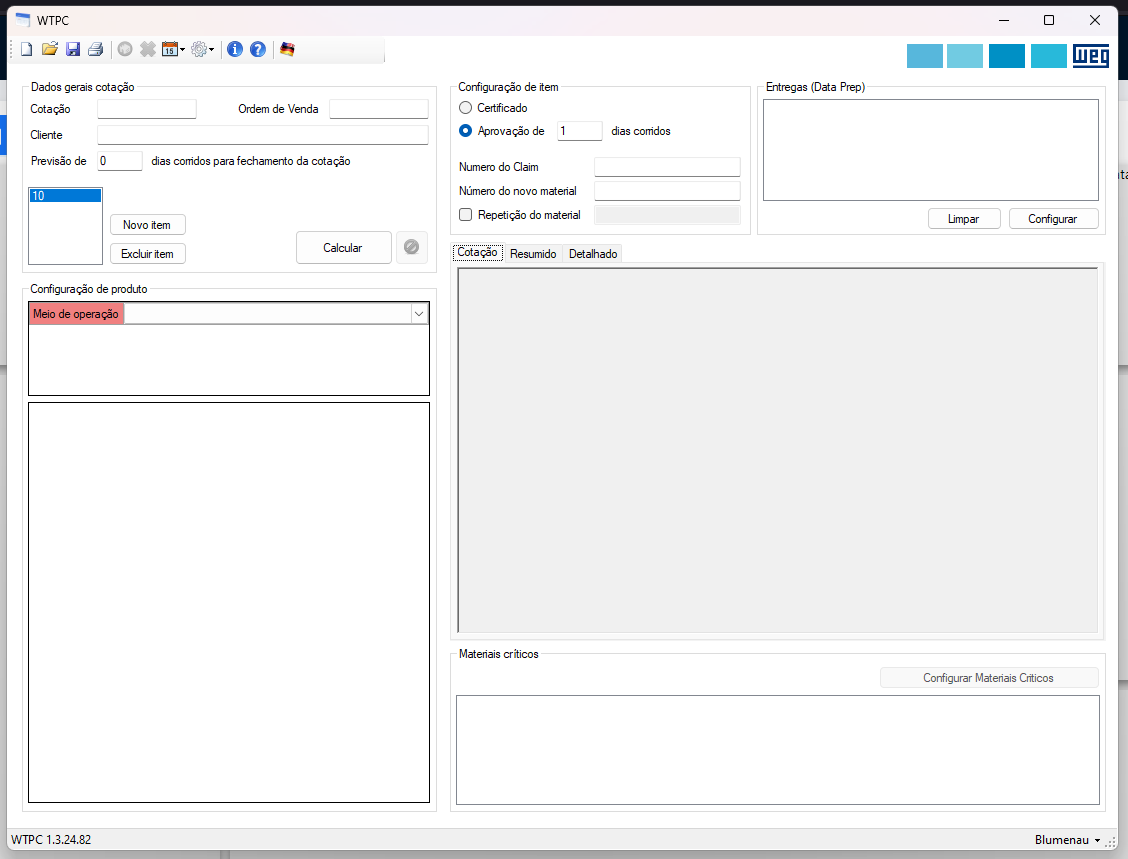 WTPC
15
weg
Dados gerais cotação
Cotação
Ordem de Venda
Cliente
Previsão de
0
dias corridos para fechamento da cotação
10
Novo item
Excluir item
Calcular
Configuração de produto
Meio de operação
Configuração de item
Certificado
Aprovação de
1
dias corridos
Numero do Claim
Número do novo material
Repetição do material
Entregas (Data Prep)
Limpar
Configurar
Cotação
Resumido
Detalhado
Materiais críticos
Configurar Materiais Criticos
WTPC 1.3.24.82
Blumenau